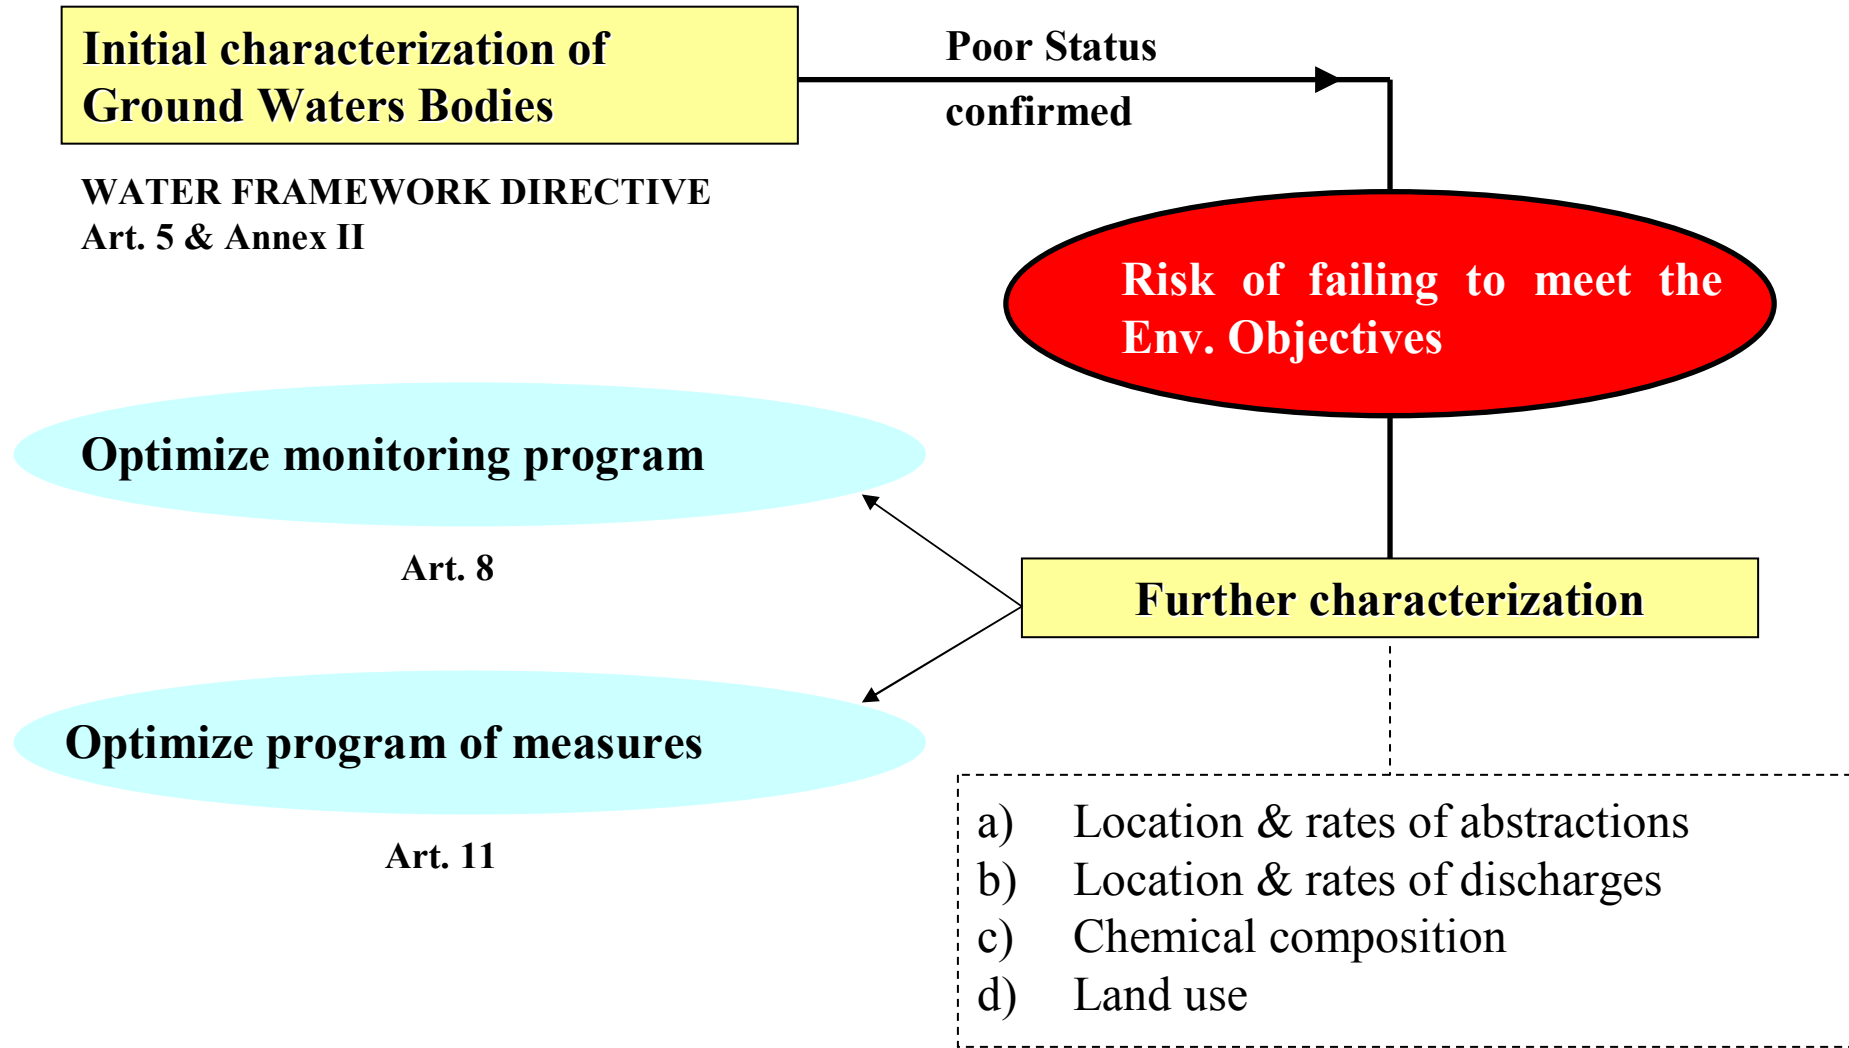 Initial characterization of
Ground Waters Bodies
Poor Status
confirmed
WATER FRAMEWORK DIRECTIVE
Art. 5 & Annex II
Risk of failing to meet the
Env. Objectives
Optimize monitoring program
Art. 8
Further characterization
Optimize program of measures
Art. 11
a) Location & rates of abstractions
b) Location & rates of discharges
c) Chemical composition
d) Land use